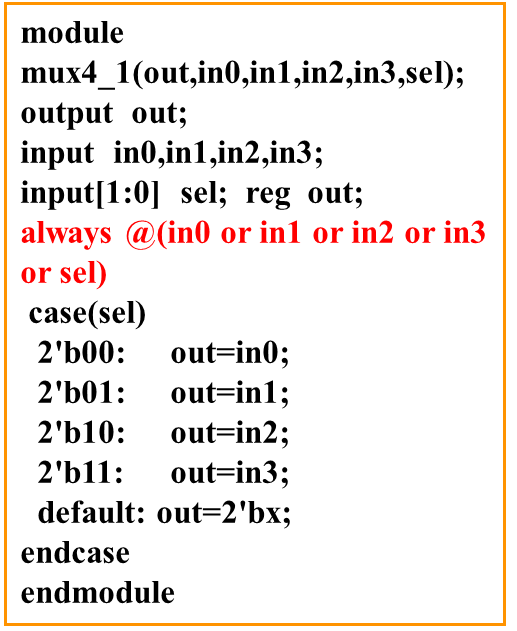 module
mux4_1(out,in0,in1,in2,in3,sel);
output out;
input in0,in1,in2,in3;
input[1:0] sel; reg out;
always @(in0 or in1 or in2 or in3
or sel)
case(sel)
2'b00: out=in0;
2'b01: out=in1;
2'b10: out=in2;
2'b11: out=in3;
default: out=2'bx;
endcase
endmodule